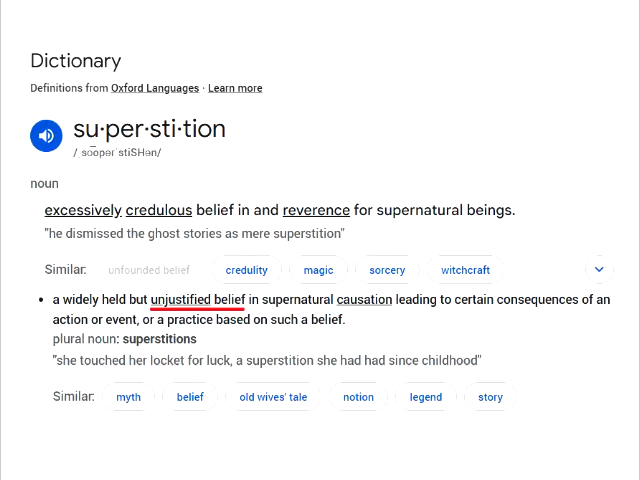 Dictionary
Definitions from Oxford Languages · Learn more
su·per·sti·tion
/ˌso͞opərˈstiSHən/
noun
excessively credulous belief in and reverence for supernatural beings.
"he dismissed the ghost stories as mere superstition"
Similar: unfounded belief credulity magic sorcery witchcraft
• a widely held but unjustified belief in supernatural causation leading to certain consequences of an
action or event, or a practice based on such a belief.
plural noun: superstitions
"she touched her locket for luck, a superstition she had had since childhood"
Similar: myth belief old wives' tale notion legend story